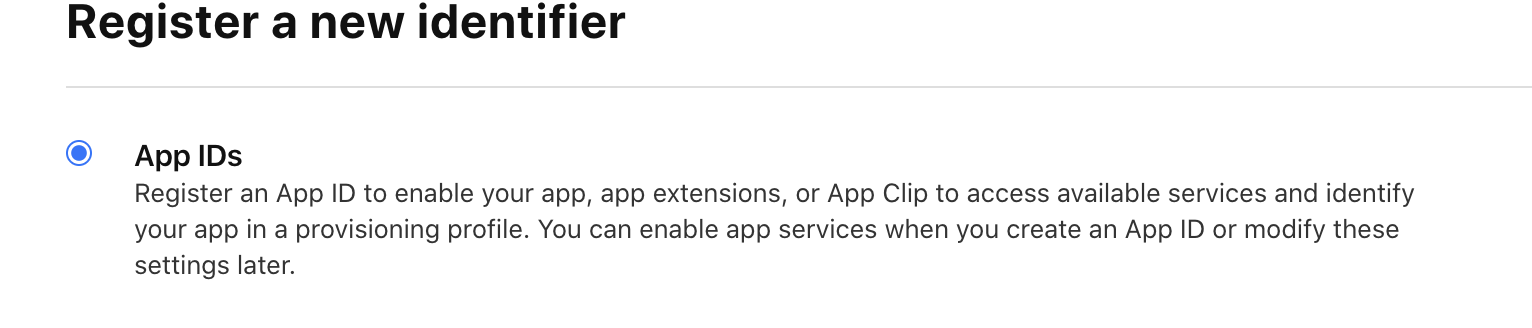 Register a new identifier
App IDs
Register an App ID to enable your app, app extensions, or App Clip to access available services and identify
your app in a provisioning profile. You can enable app services when you create an App ID or modify these
settings later.